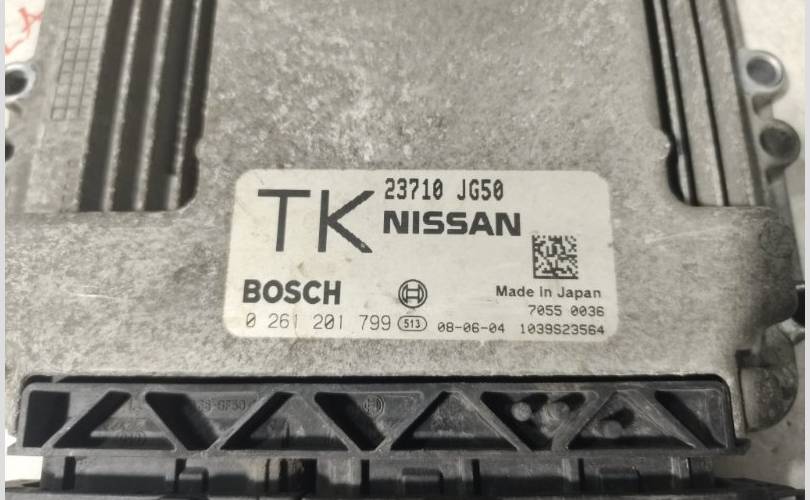 TK 23710 JG50
NISSAN
BOSCH
Made in Japan
7055 0036
0 261 201 799 513 08-06-04 1039S23564